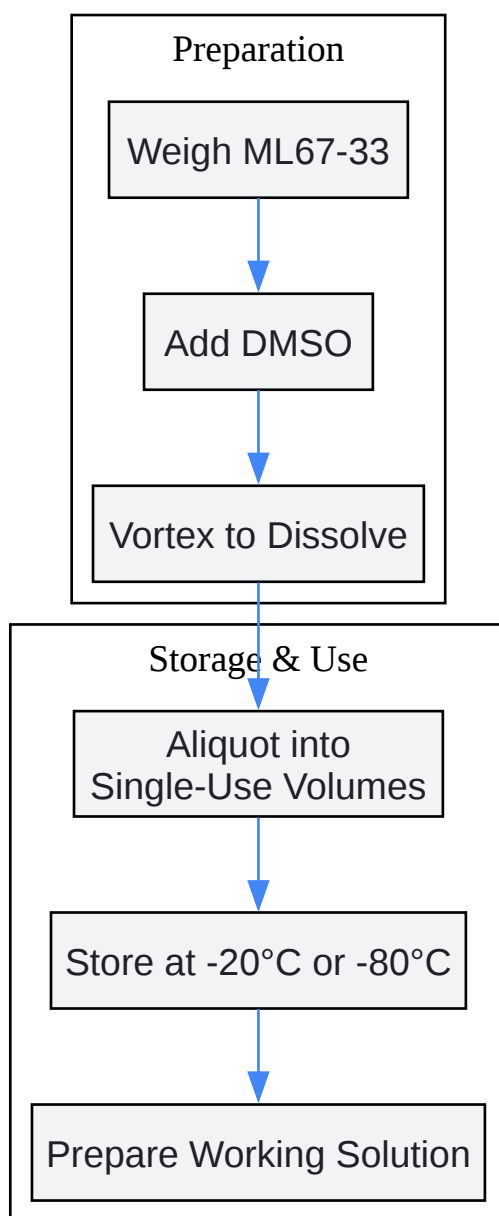 Preparation
Weigh ML67-33
Add DMSO
Vortex to Dissolve
Storage & Use
Aliquot into
Single-Use Volumes
Store at -20°C or -80°C
Prepare Working Solution